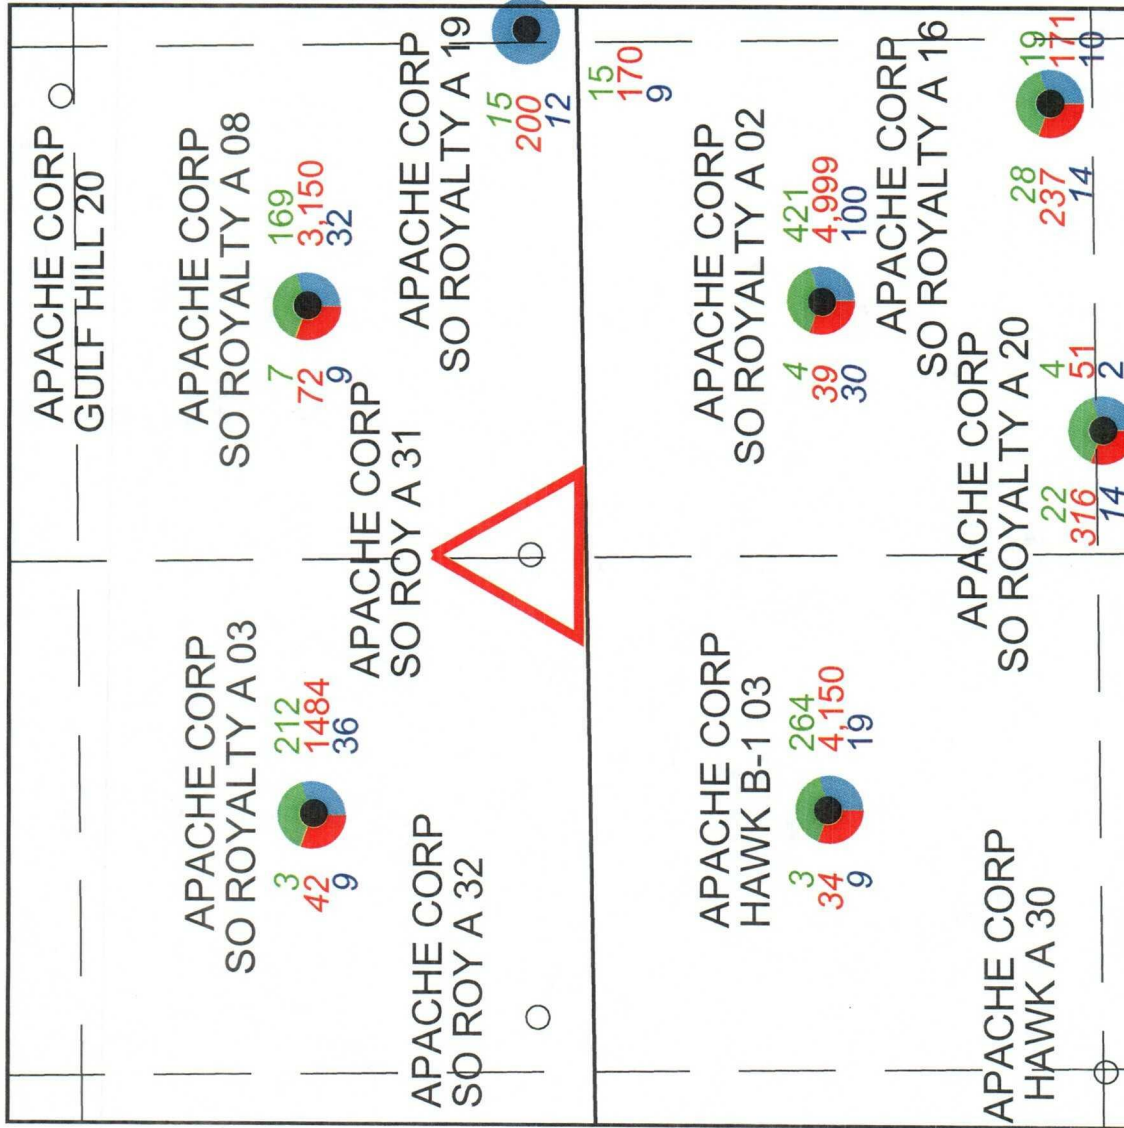 APACHE CORP
GULF HILL 20
APACHE CORP
SO ROYALTY A 08
7
72
9
169
3,150
32
APACHE CORP
SO ROYALTY A 19
15
200
12
15
170
9
APACHE CORP
SO ROY A 31
APACHE CORP
SO ROYALTY A 03
3
42
9
212
1484
36
APACHE CORP
SO ROY A 32
APACHE CORP
SO ROYALTY A 02
4
39
30
421
4,999
100
APACHE CORP
SO ROYALTY A 16
28
237
14
19
171
10
APACHE CORP
SO ROYALTY A 20
22
316
14
4
51
2
APACHE CORP
HAWK B-1 03
3
34
9
264
4,150
19
APACHE CORP
HAWK A 30